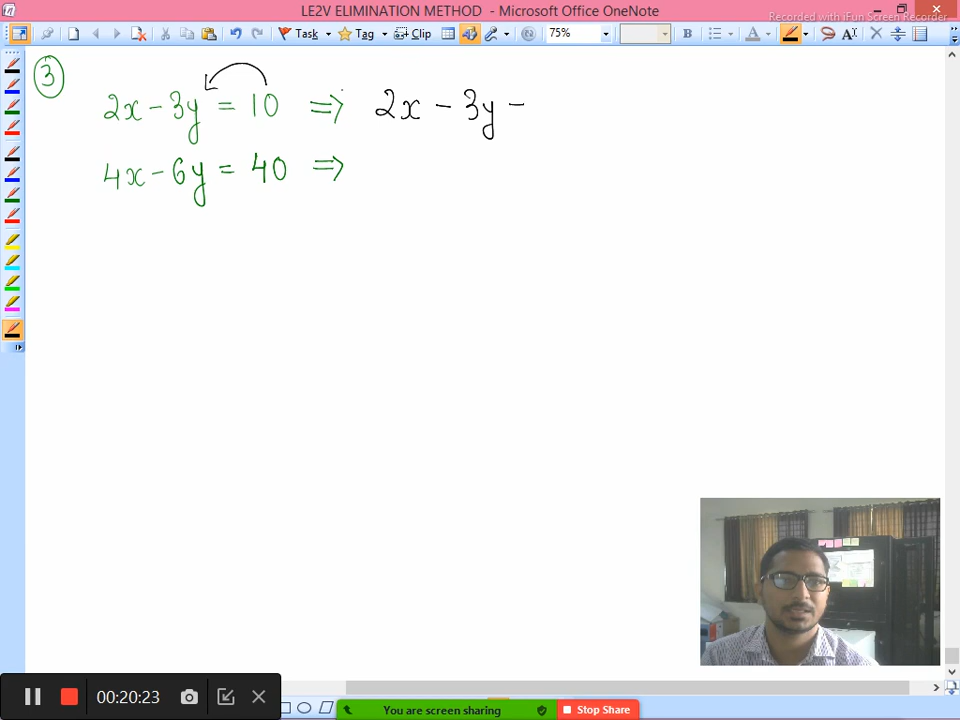 LE2V ELIMINATION METHOD - Microsoft Office OneNote
Recorded with iFun Screen Recorder
Task Tag Clip 75% B A A
③ 2x - 3y = 10 ⇒ 2x - 3y -
4x - 6y = 40 ⇒
00:20:23
You are screen sharing Stop Share